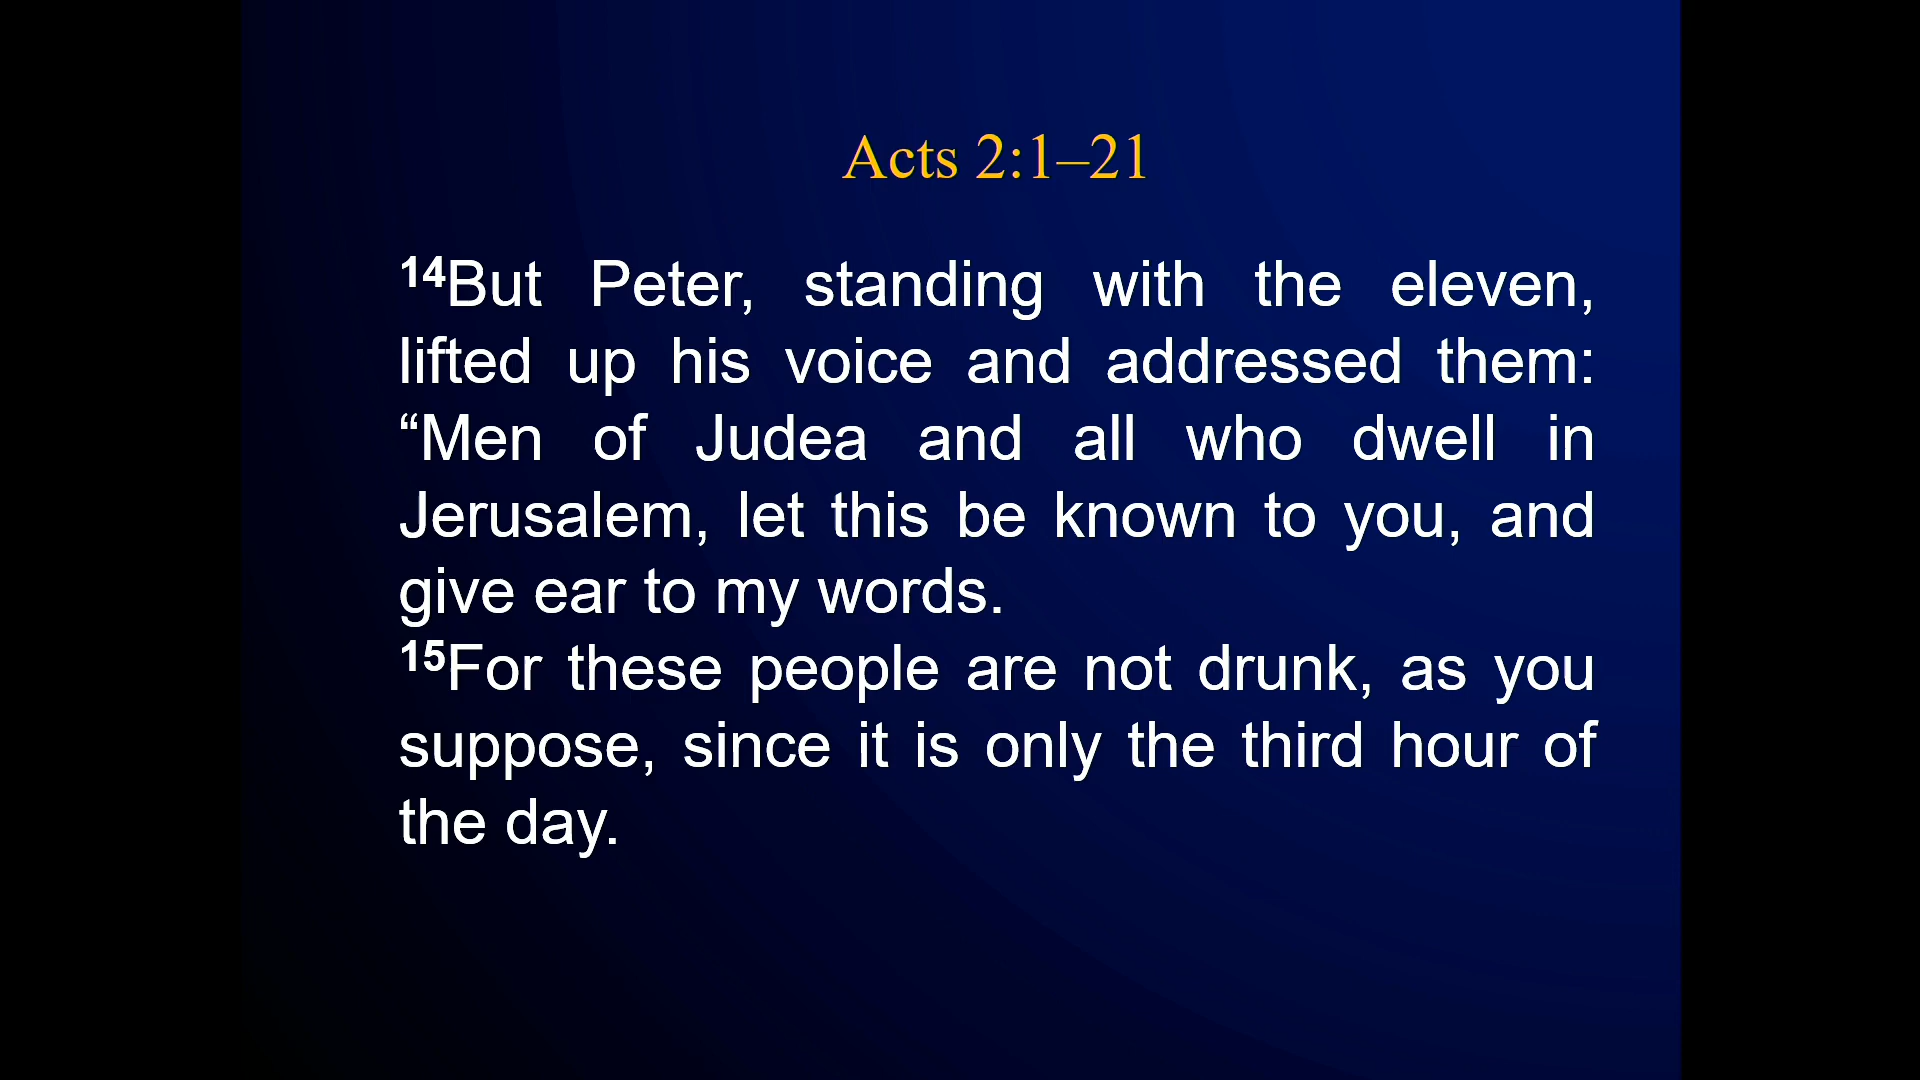 Acts 2:1–21
14But Peter, standing with the eleven,
lifted up his voice and addressed them:
“Men of Judea and all who dwell in
Jerusalem, let this be known to you, and
give ear to my words.
15For these people are not drunk, as you
suppose, since it is only the third hour of
the day.